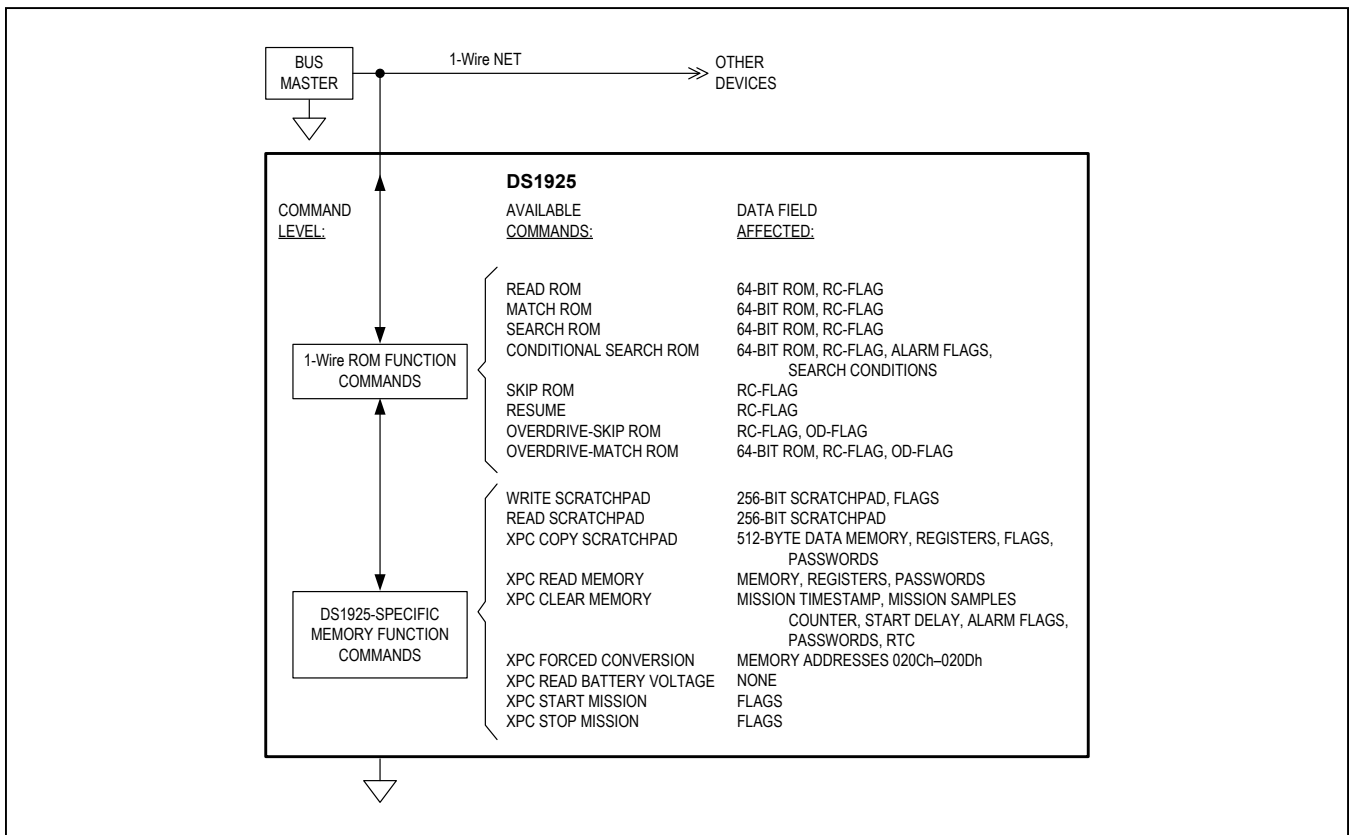 BUS
MASTER
1-Wire NET
OTHER
DEVICES
DS1925
COMMAND
LEVEL:
AVAILABLE
COMMANDS:
DATA FIELD
AFFECTED:
1-Wire ROM FUNCTION
COMMANDS
READ ROM 64-BIT ROM, RC-FLAG
MATCH ROM 64-BIT ROM, RC-FLAG
SEARCH ROM 64-BIT ROM, RC-FLAG
CONDITIONAL SEARCH ROM 64-BIT ROM, RC-FLAG, ALARM FLAGS,
SEARCH CONDITIONS
SKIP ROM RC-FLAG
RESUME RC-FLAG
OVERDRIVE-SKIP ROM RC-FLAG, OD-FLAG
OVERDRIVE-MATCH ROM 64-BIT ROM, RC-FLAG, OD-FLAG
DS1925-SPECIFIC
MEMORY FUNCTION
COMMANDS
WRITE SCRATCHPAD 256-BIT SCRATCHPAD, FLAGS
READ SCRATCHPAD 256-BIT SCRATCHPAD
XPC COPY SCRATCHPAD 512-BYTE DATA MEMORY, REGISTERS, FLAGS,
PASSWORDS
XPC READ MEMORY MEMORY, REGISTERS, PASSWORDS
XPC CLEAR MEMORY MISSION TIMESTAMP, MISSION SAMPLES
COUNTER, START DELAY, ALARM FLAGS,
PASSWORDS, RTC
XPC FORCED CONVERSION MEMORY ADDRESSES 020Ch–020Dh
XPC READ BATTERY VOLTAGE NONE
XPC START MISSION FLAGS
XPC STOP MISSION FLAGS